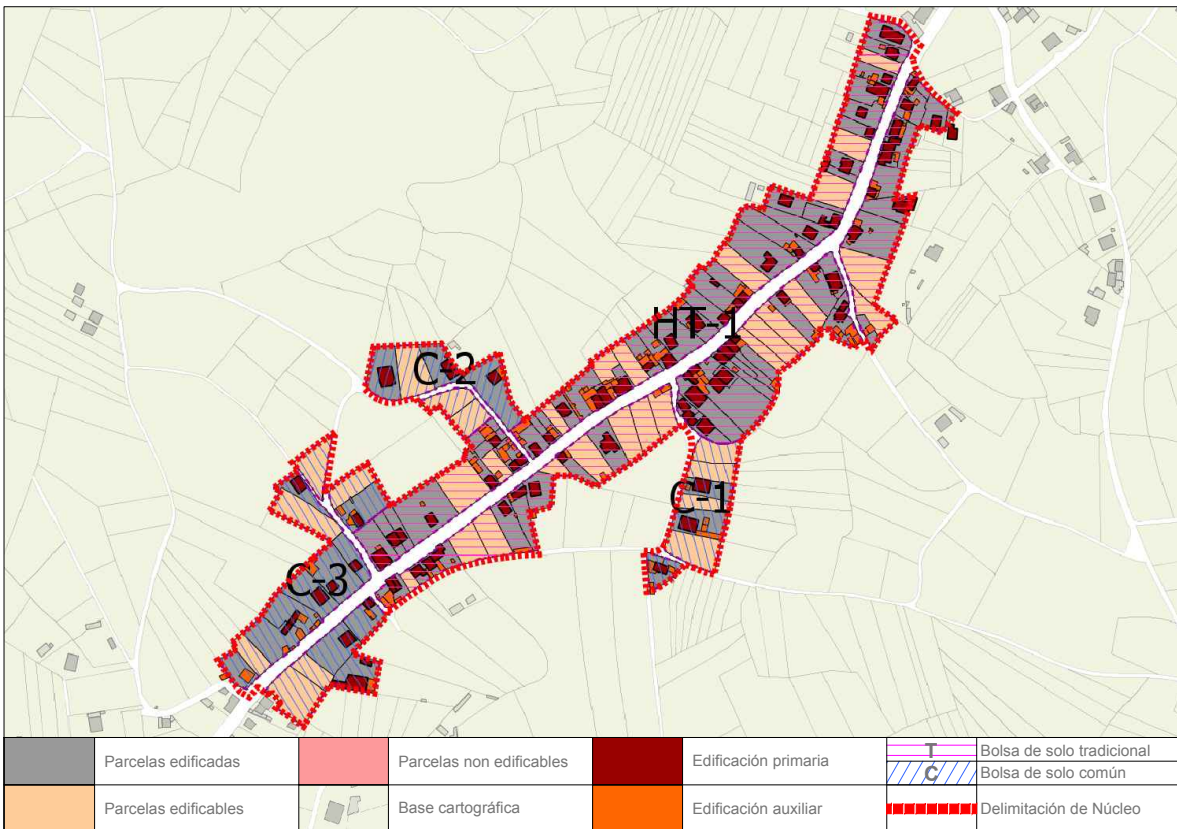 HT-1
C-2
C-1
C-3
Parcelas edificadas
Parcelas non edificables
Edificación primaria
T
Bolsa de solo tradicional
C
Bolsa de solo común
Parcelas edificables
Base cartográfica
Edificación auxiliar
Delimitación de Núcleo